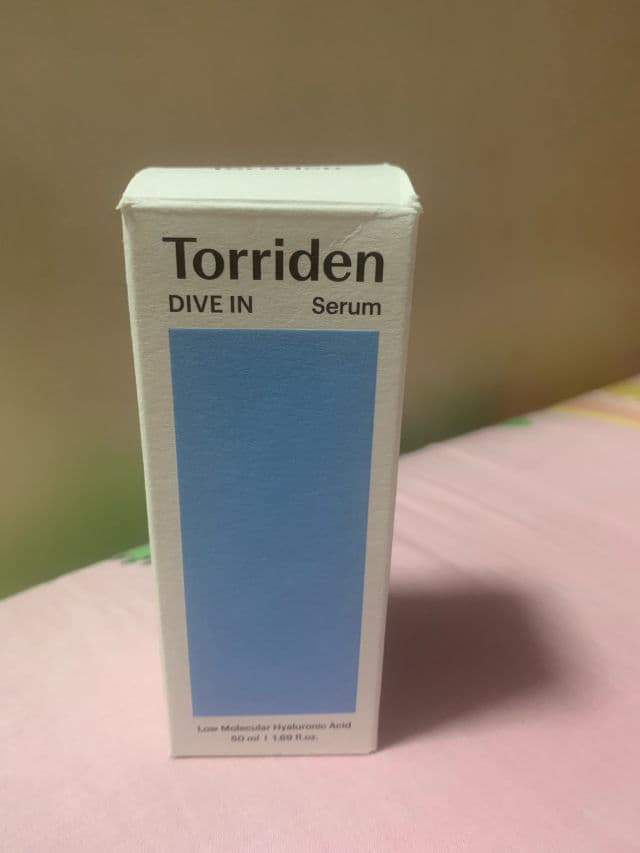 Torriden
DIVE IN Serum
Low Molecular Hyaluronic Acid
50 ml | 1.69 fl.oz.